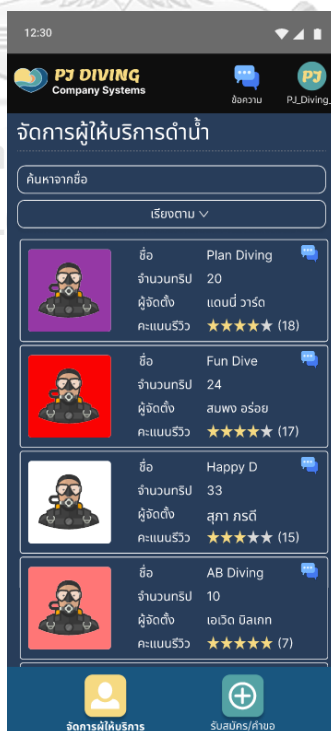 12:30
PJ DIVING
Company Systems
ข้อความ
PJ
PJ_Diving_
จัดการผู้ให้บริการดำน้ำ
ค้นหาจากชื่อ
เรียงตาม
ชื่อ Plan Diving
จำนวนทริป 20
ผู้จัดตั้ง แดนนี่ วาร์ด
คะแนนรีวิว ★★★★★ (18)
ชื่อ Fun Dive
จำนวนทริป 24
ผู้จัดตั้ง สมพง อร่อย
คะแนนรีวิว ★★★★★ (17)
ชื่อ Happy D
จำนวนทริป 33
ผู้จัดตั้ง สุภา ภรดี
คะแนนรีวิว ★★★★★ (15)
ชื่อ AB Diving
จำนวนทริป 10
ผู้จัดตั้ง เอเวิด บิลเกท
คะแนนรีวิว ★★★★★ (7)
จัดการผู้ให้บริการ
รับสมัคร/คำขอ